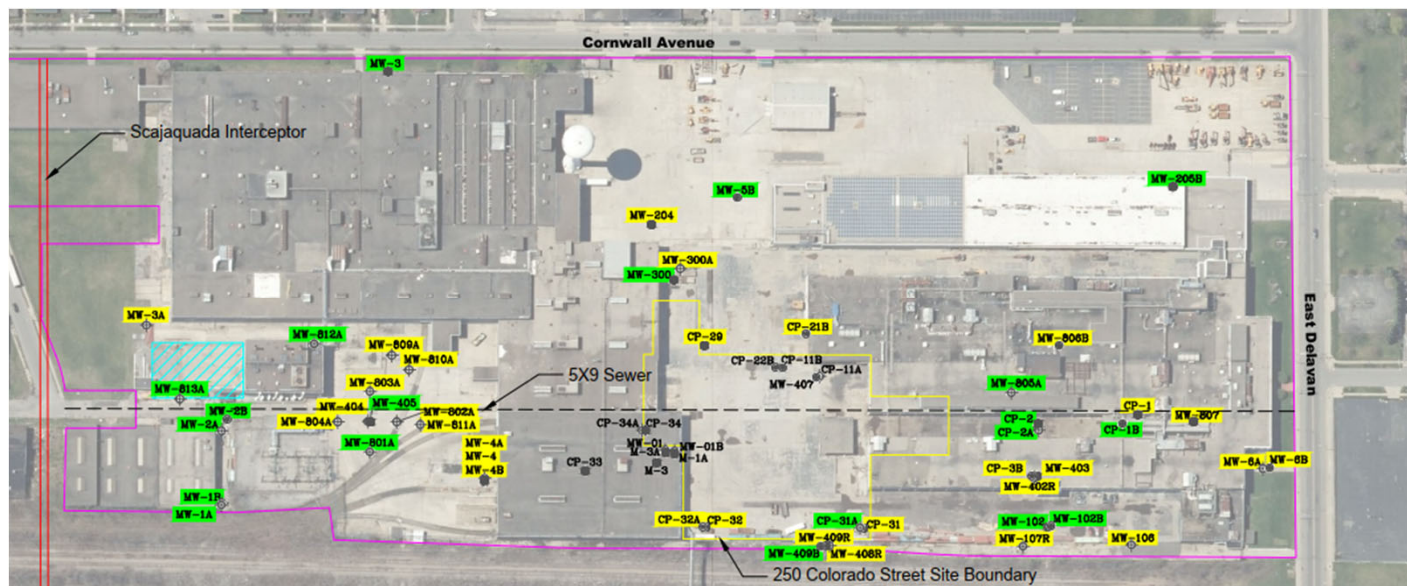 Cornwall Avenue
MW-3
Scajaquada Interceptor
MW-205B
MW-5B
MW-204
MW-300A
MW-300
East Delavan
MW-3A
MW-812A
CP-21B
CP-29
MW-806B
MW-809A
MW-810A
CP-22B
CP-11B
CP-11A
MW-407
5X9 Sewer
MW-813A
MW-803A
MW-805A
MW-404
MW-405
MW-2B
MW-2A
MW-804A
MW-802A
MW-811A
CP-1
CP-2
CP-2A
CP-1B
MW-807
CP-34A
CP-34
MW-801A
MW-4A
MW-4
MW-4B
MW-01
M-3A
MW-01B
M-1A
M-3
CP-33
CP-3B
MW-403
MW-402R
MW-6A
MW-6B
MW-1B
MW-1A
CP-32A
CP-32
CP-31A
CP-31
MW-102
MW-102B
MW-409R
MW-409B
MW-408R
MW-107R
MW-106
250 Colorado Street Site Boundary